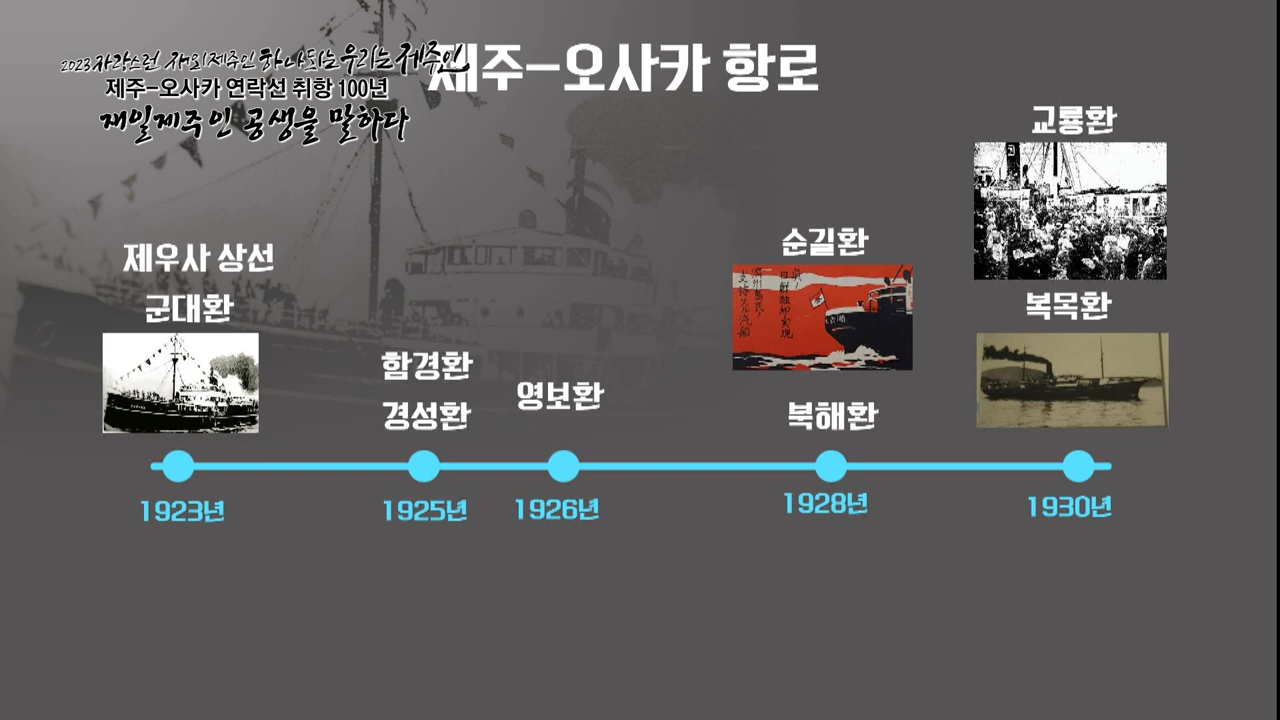 2023 자랑스런 재외제주인 하나되는 우리는 제주인
제주-오사카 연락선 취항 100년
재일제주인 공생을 말하다
제주-오사카 항로
제우사 상선
군대환
함경환
경성환
영보환
순길환
북해환
교룡환
복목환
1923년
1925년
1926년
1928년
1930년